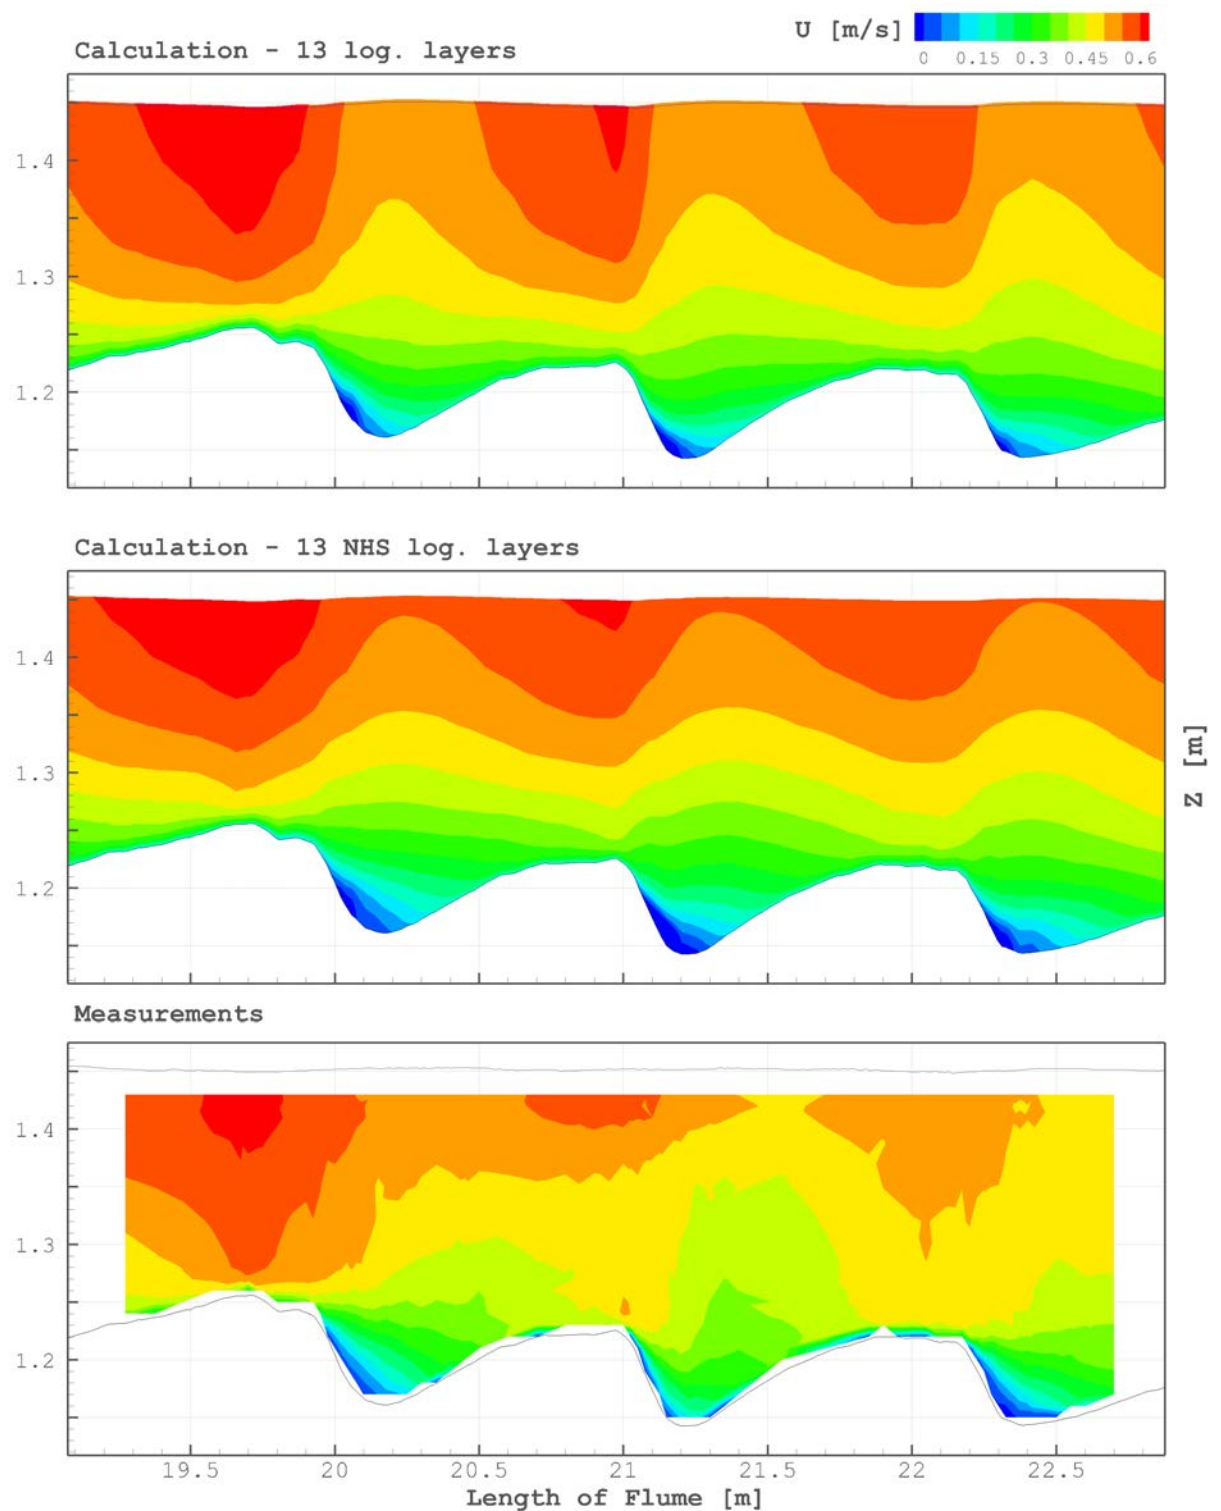 U [m/s]
0 0.15 0.3 0.45 0.6
Calculation - 13 log. layers
1.4
1.3
1.2
Calculation - 13 NHS log. layers
1.4
1.3
1.2
Z [m]
Measurements
1.4
1.3
1.2
19.5 20 20.5 21 21.5 22 22.5
Length of Flume [m]